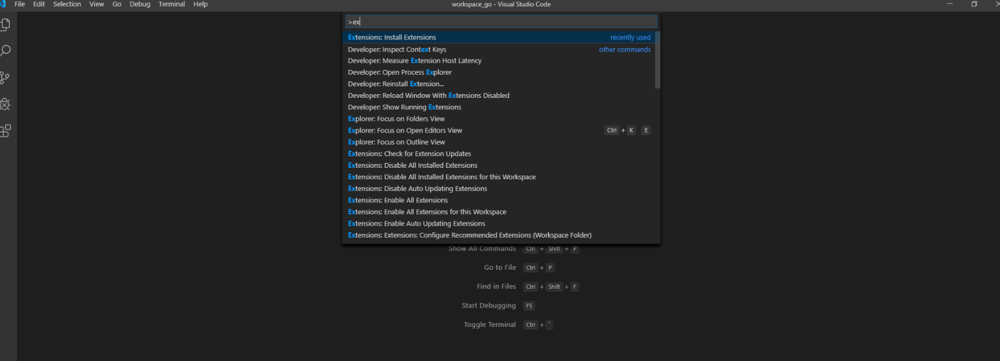 File Edit Selection View Go Debug Terminal Help workspace_go - Visual Studio Code
>ex
Extensions: Install Extensions recently used
Developer: Inspect Context Keys other commands
Developer: Measure Extension Host Latency
Developer: Open Process Explorer
Developer: Reinstall Extension...
Developer: Reload Window With Extensions Disabled
Developer: Show Running Extensions
Explorer: Focus on Folders View
Explorer: Focus on Open Editors View Ctrl + K E
Explorer: Focus on Outline View
Extensions: Check for Extension Updates
Extensions: Disable All Installed Extensions
Extensions: Disable All Installed Extensions for this Workspace
Extensions: Disable Auto Updating Extensions
Extensions: Enable All Extensions
Extensions: Enable All Extensions for this Workspace
Extensions: Enable Auto Updating Extensions
Extensions: Extensions: Configure Recommended Extensions (Workspace Folder)
Show All Commands Ctrl + Shift + P
Go to File Ctrl + P
Find in Files Ctrl + Shift + F
Start Debugging F5
Toggle Terminal Ctrl + `